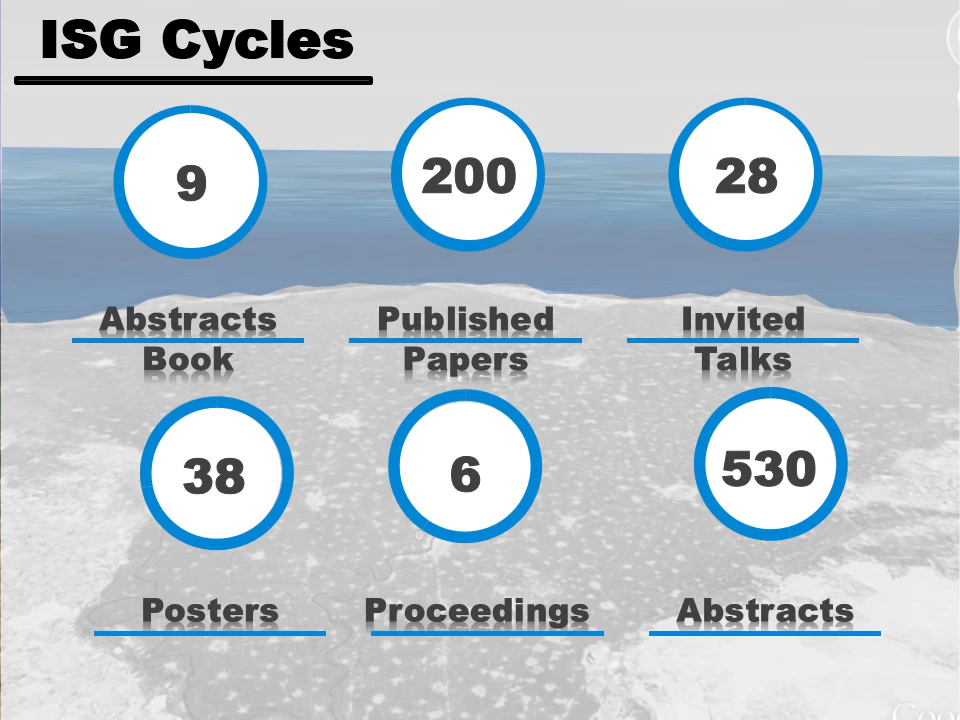 ISG Cycles
9
200
28
Abstracts
Book
Published
Papers
Invited
Talks
38
6
530
Posters
Proceedings
Abstracts